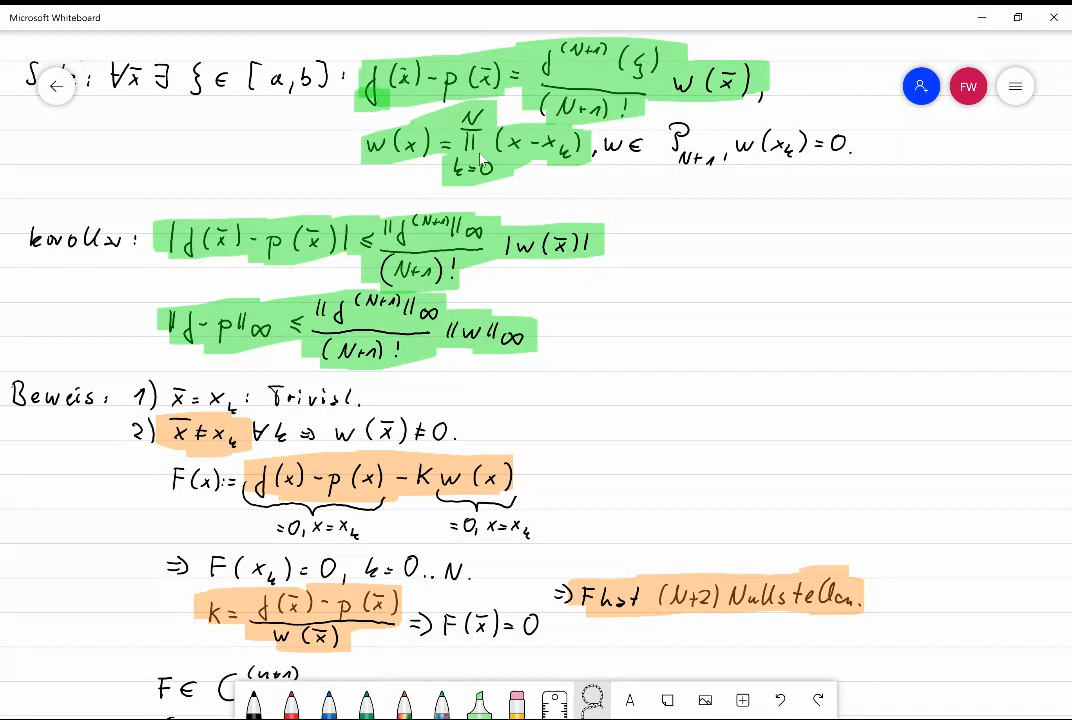 Microsoft Whiteboard
: ∀x̄ ∃ ξ ∈ [a,b] : f(x̄) - p(x̄) = f^(N+1)(ξ) / (N+1)! w(x̄),
w(x) = ∏_{k=0}^{N} (x - x_k), w ∈ P_{N+1}, w(x_k) = 0.
FW
Korollar: |f(x̄) - p(x̄)| ≤ ||f^(N+1)||∞ / (N+1)! |w(x̄)|
||f - p||∞ ≤ ||f^(N+1)||∞ / (N+1)! ||w||∞
Beweis: 1) x̄ = x_k : Trivial.
2) x̄ ≠ x_k ∀k ⇒ w(x̄) ≠ 0.
F(x) := f(x) - p(x) - K w(x)
=0, x = x_k =0, x = x_k
⇒ F(x_k) = 0, k = 0..N.
K = f(x̄) - p(x̄) / w(x̄) ⇒ F(x̄) = 0 ⇒ F hat (N+2) Nullstellen.
F ∈ C^(n+1)
A